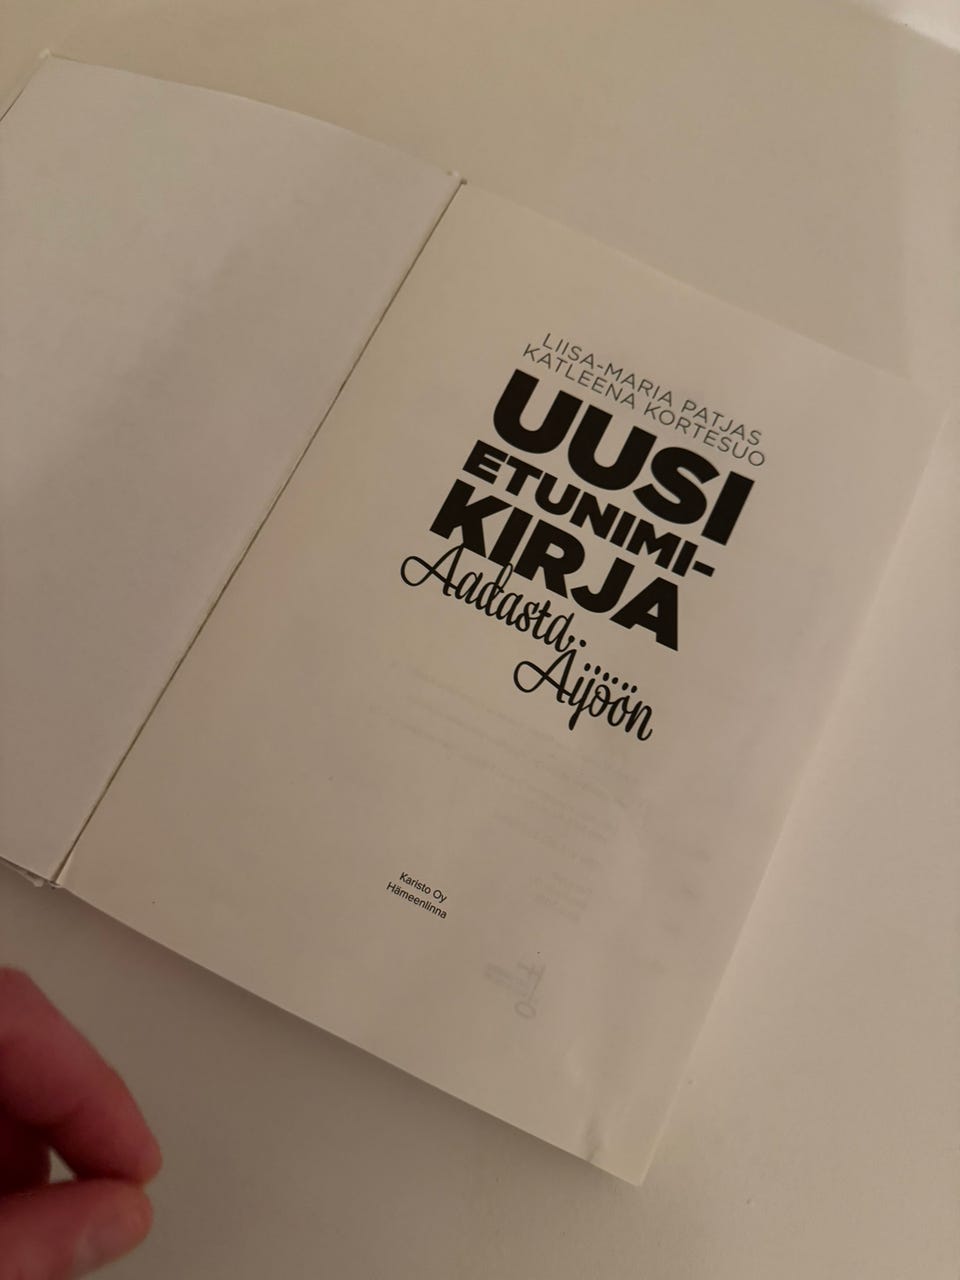 LIISA-MARIA PATJAS
KATLEENA KORTESUO
UUSI
ETUNIMI-
KIRJA
Aadasta
Äijöön
Karisto Oy
Hämeenlinna